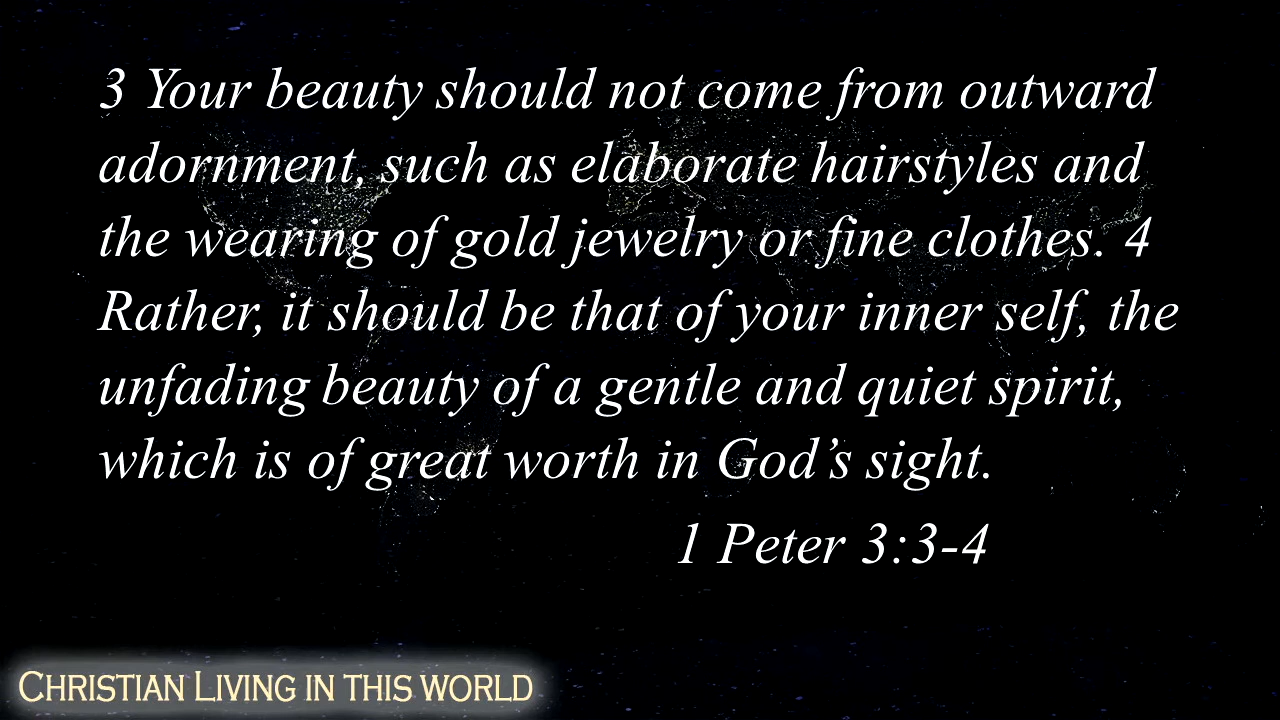 3 Your beauty should not come from outward
adornment, such as elaborate hairstyles and
the wearing of gold jewelry or fine clothes. 4
Rather, it should be that of your inner self, the
unfading beauty of a gentle and quiet spirit,
which is of great worth in God’s sight.
1 Peter 3:3-4
Christian Living in this world